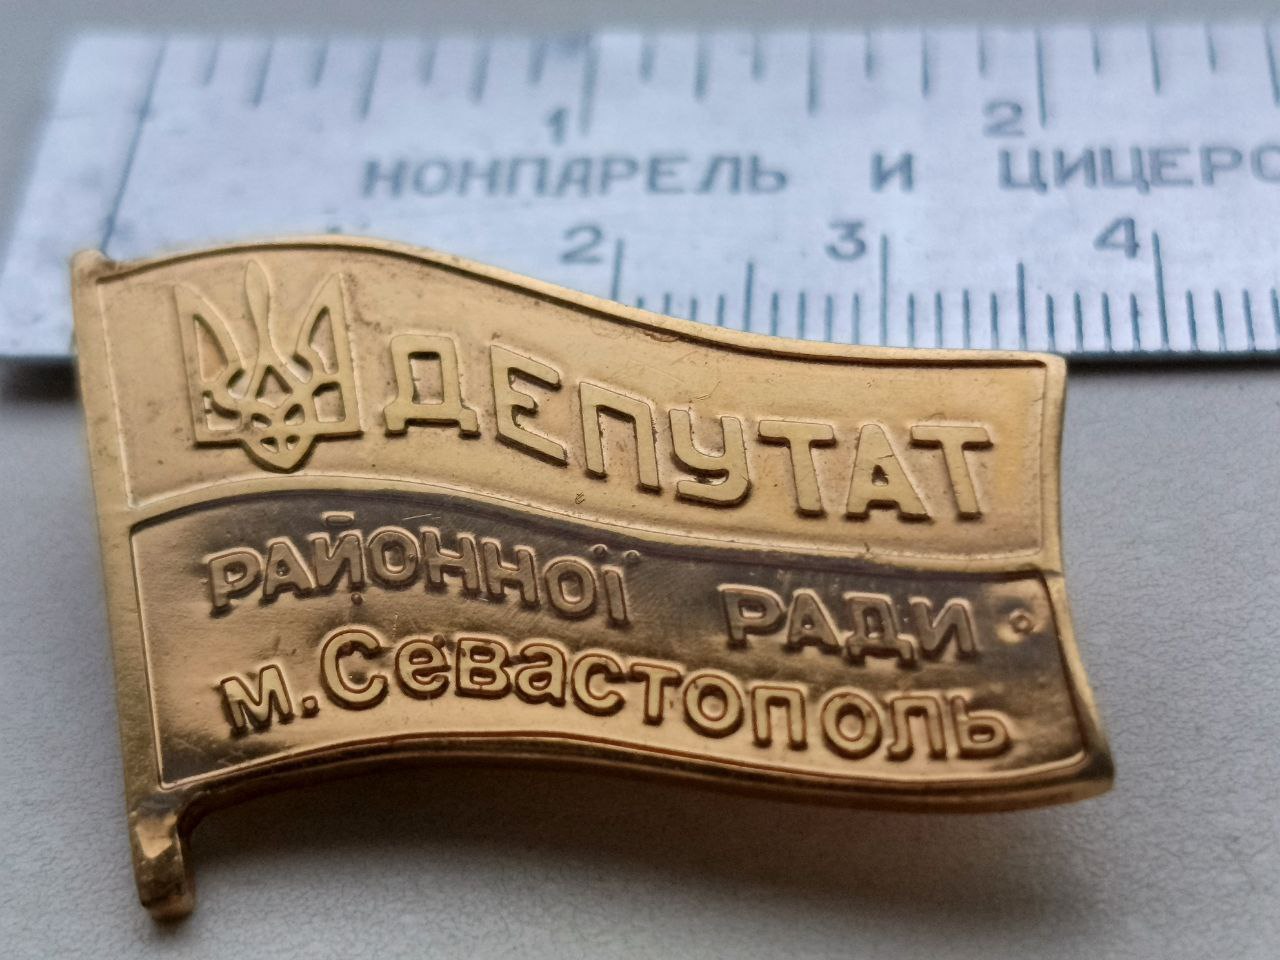 1 2
НОНПАРЕЛЬ И ЦИЦЕРО
2 3 4
ДЕПУТАТ
РАЙОННОЇ РАДИ
м. Севастополь